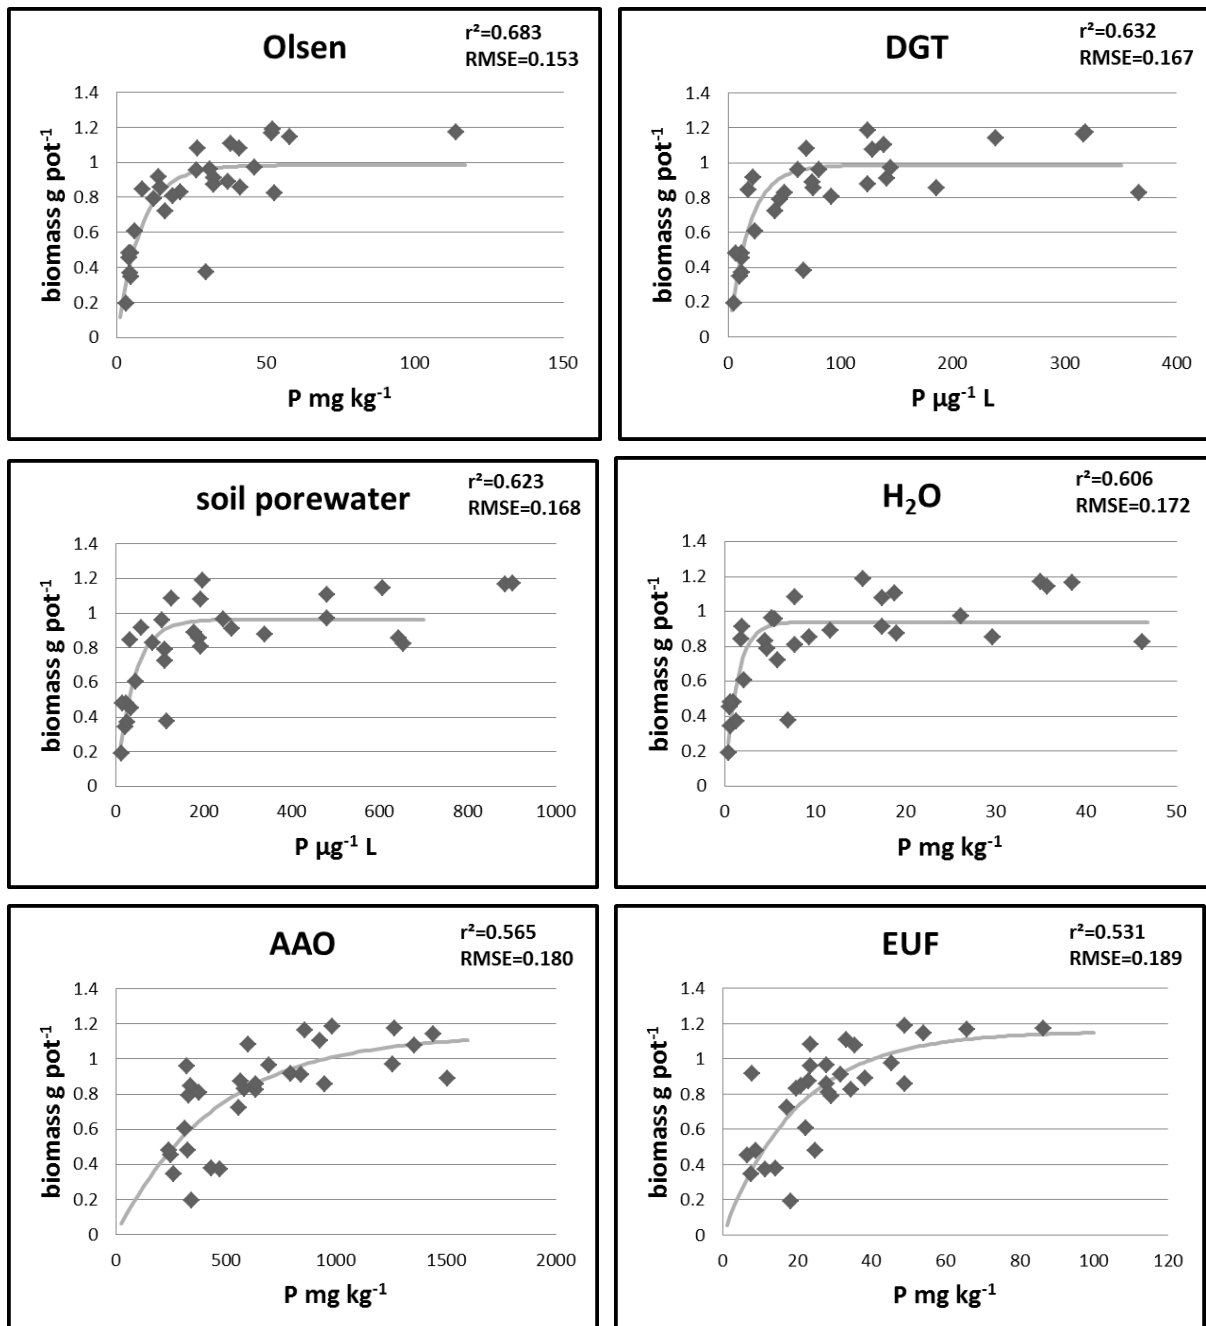 Olsen
r²=0.683
RMSE=0.153
1.4
1.2
1
0.8
0.6
0.4
0.2
0
biomass g pot⁻¹
0 50 100 150
P mg kg⁻¹
DGT
r²=0.632
RMSE=0.167
1.4
1.2
1
0.8
0.6
0.4
0.2
0
biomass g pot⁻¹
0 100 200 300 400
P µg⁻¹ L
soil porewater
r²=0.623
RMSE=0.168
1.4
1.2
1
0.8
0.6
0.4
0.2
0
biomass g pot⁻¹
0 200 400 600 800 1000
P µg⁻¹ L
H₂O
r²=0.606
RMSE=0.172
1.4
1.2
1
0.8
0.6
0.4
0.2
0
biomass g pot⁻¹
0 10 20 30 40 50
P mg kg⁻¹
AAO
r²=0.565
RMSE=0.180
1.4
1.2
1
0.8
0.6
0.4
0.2
0
biomass g pot⁻¹
0 500 1000 1500 2000
P mg kg⁻¹
EUF
r²=0.531
RMSE=0.189
1.4
1.2
1
0.8
0.6
0.4
0.2
0
biomass g pot⁻¹
0 20 40 60 80 100 120
P mg kg⁻¹